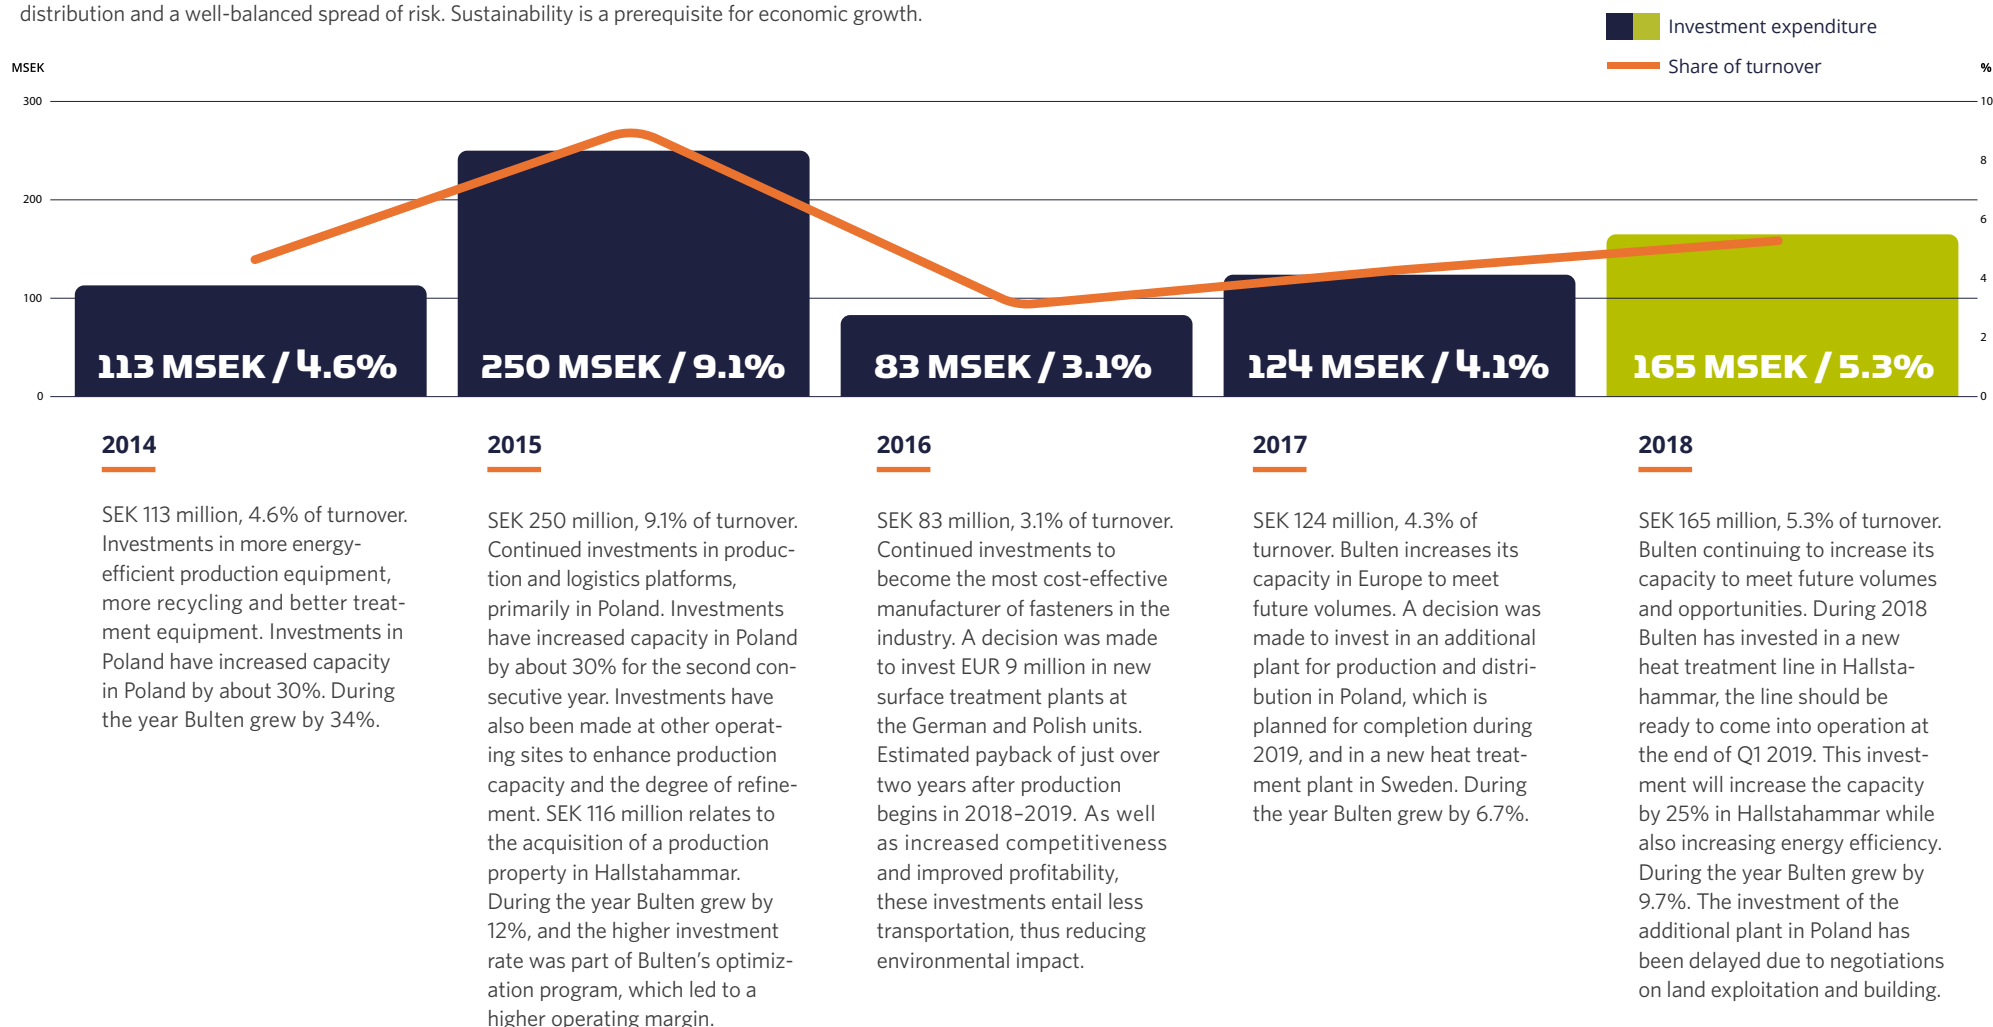 distribution and a well-balanced spread of risk. Sustainability is a prerequisite for economic growth.
Investment expenditure
Share of turnover
MSEK
%
300
200
100
0
10
8
6
4
2
0
113 MSEK / 4.6%
250 MSEK / 9.1%
83 MSEK / 3.1%
124 MSEK / 4.1%
165 MSEK / 5.3%
2014
SEK 113 million, 4.6% of turnover.
Investments in more energy-
efficient production equipment,
more recycling and better treat-
ment equipment. Investments in
Poland have increased capacity
in Poland by about 30%. During
the year Bulten grew by 34%.
2015
SEK 250 million, 9.1% of turnover.
Continued investments in produc-
tion and logistics platforms,
primarily in Poland. Investments
have increased capacity in Poland
by about 30% for the second con-
secutive year. Investments have
also been made at other operat-
ing sites to enhance production
capacity and the degree of refine-
ment. SEK 116 million relates to
the acquisition of a production
property in Hallstahammar.
During the year Bulten grew by
12%, and the higher investment
rate was part of Bulten's optimiz-
ation program, which led to a
higher operating margin.
2016
SEK 83 million, 3.1% of turnover.
Continued investments to
become the most cost-effective
manufacturer of fasteners in the
industry. A decision was made
to invest EUR 9 million in new
surface treatment plants at
the German and Polish units.
Estimated payback of just over
two years after production
begins in 2018–2019. As well
as increased competitiveness
and improved profitability,
these investments entail less
transportation, thus reducing
environmental impact.
2017
SEK 124 million, 4.3% of
turnover. Bulten increases its
capacity in Europe to meet
future volumes. A decision was
made to invest in an additional
plant for production and distri-
bution in Poland, which is
planned for completion during
2019, and in a new heat treat-
ment plant in Sweden. During
the year Bulten grew by 6.7%.
2018
SEK 165 million, 5.3% of turnover.
Bulten continuing to increase its
capacity to meet future volumes
and opportunities. During 2018
Bulten has invested in a new
heat treatment line in Hallsta-
hammar, the line should be
ready to come into operation at
the end of Q1 2019. This invest-
ment will increase the capacity
by 25% in Hallstahammar while
also increasing energy efficiency.
During the year Bulten grew by
9.7%. The investment of the
additional plant in Poland has
been delayed due to negotiations
on land exploitation and building.